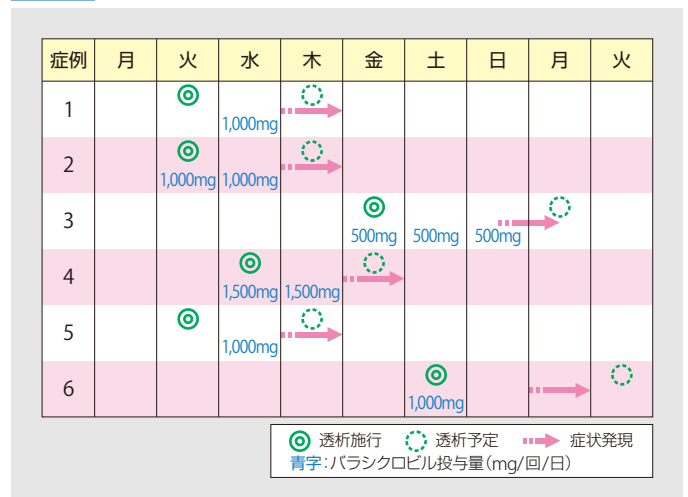 症例 月 火 水 木 金 土 日 月 火
1 1,000mg
2 1,000mg 1,000mg
3 500mg 500mg 500mg
4 1,500mg 1,500mg
5 1,000mg
6 1,000mg
透析施行 透析予定 症状発現
青字：バラシクロビル投与量（mg/回/日）